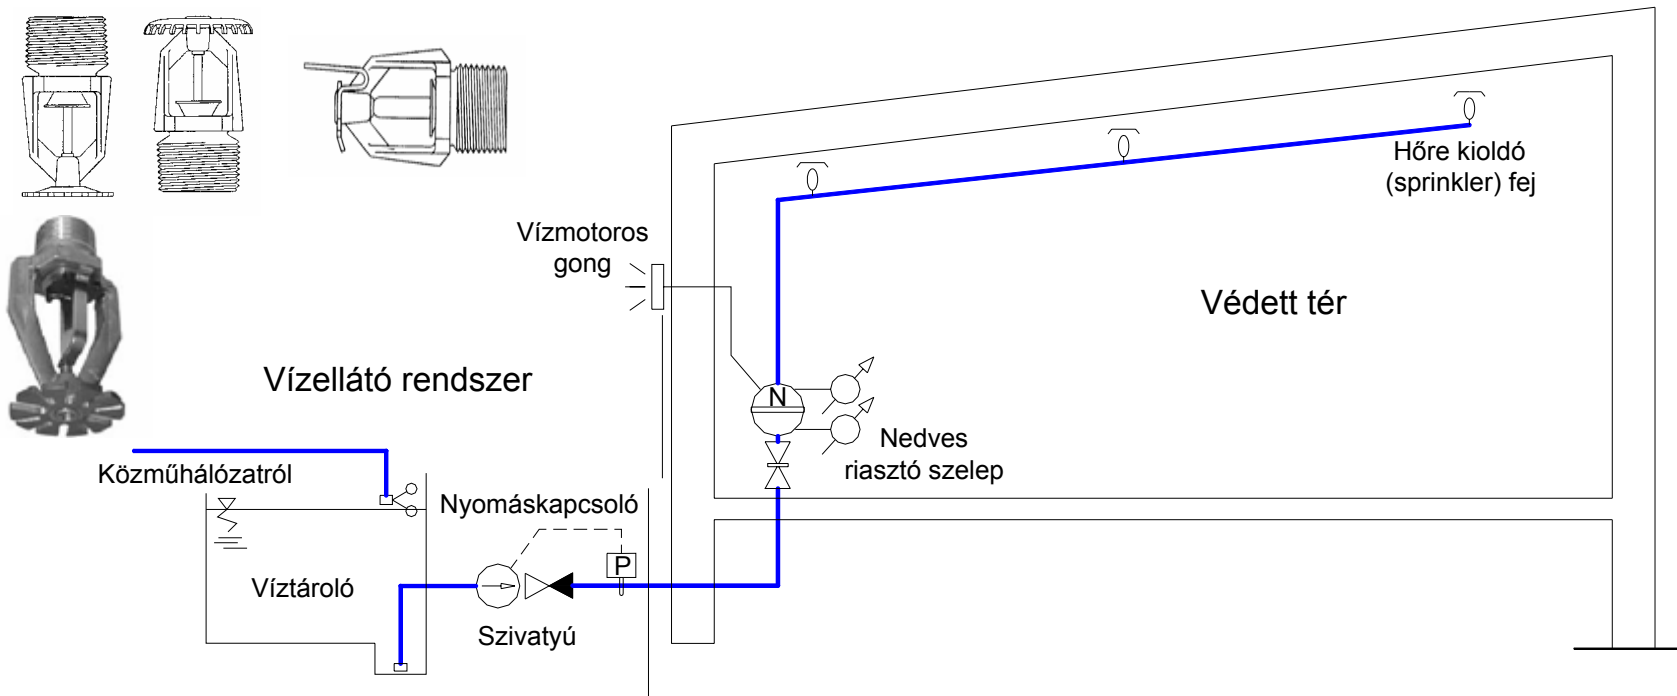 Hőre kioldó
(sprinkler) fej
Vízmotoros
gong
Védett tér
Vízellátó rendszer
N
Nedves
riasztó szelep
Közműhálózatról
Nyomáskapcsoló
P
Víztároló
Szivatyú